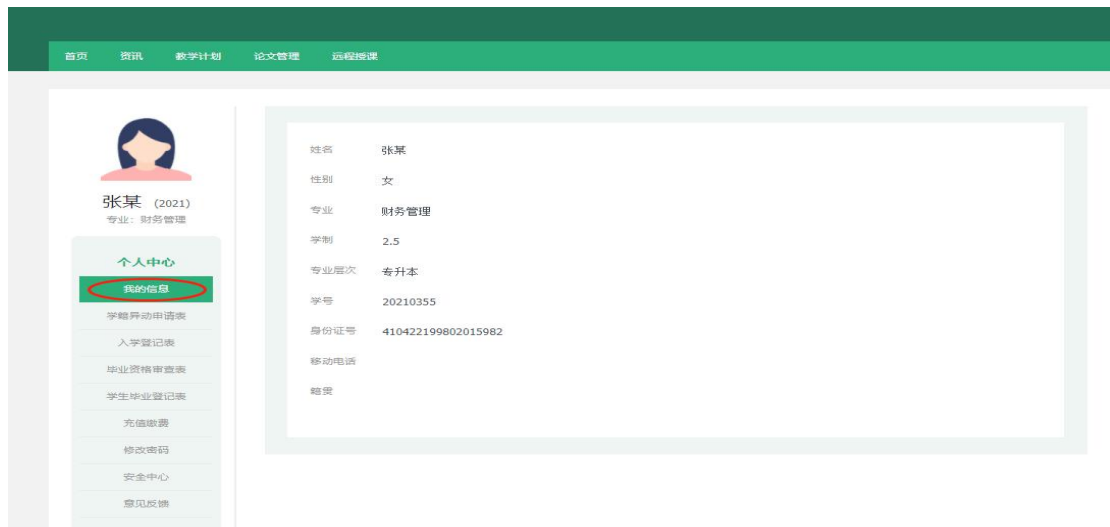 首页 资讯 教学计划 论文管理 远程授课
张某 (2021)
专业：财务管理
个人中心
我的信息
学籍异动申请表
入学登记表
毕业资格审查表
学生毕业登记表
充值缴费
修改密码
安全中心
意见反馈
姓名 张某
性别 女
专业 财务管理
学制 2.5
专业层次 专升本
学号 20210355
身份证号 410422199802015982
移动电话
籍贯